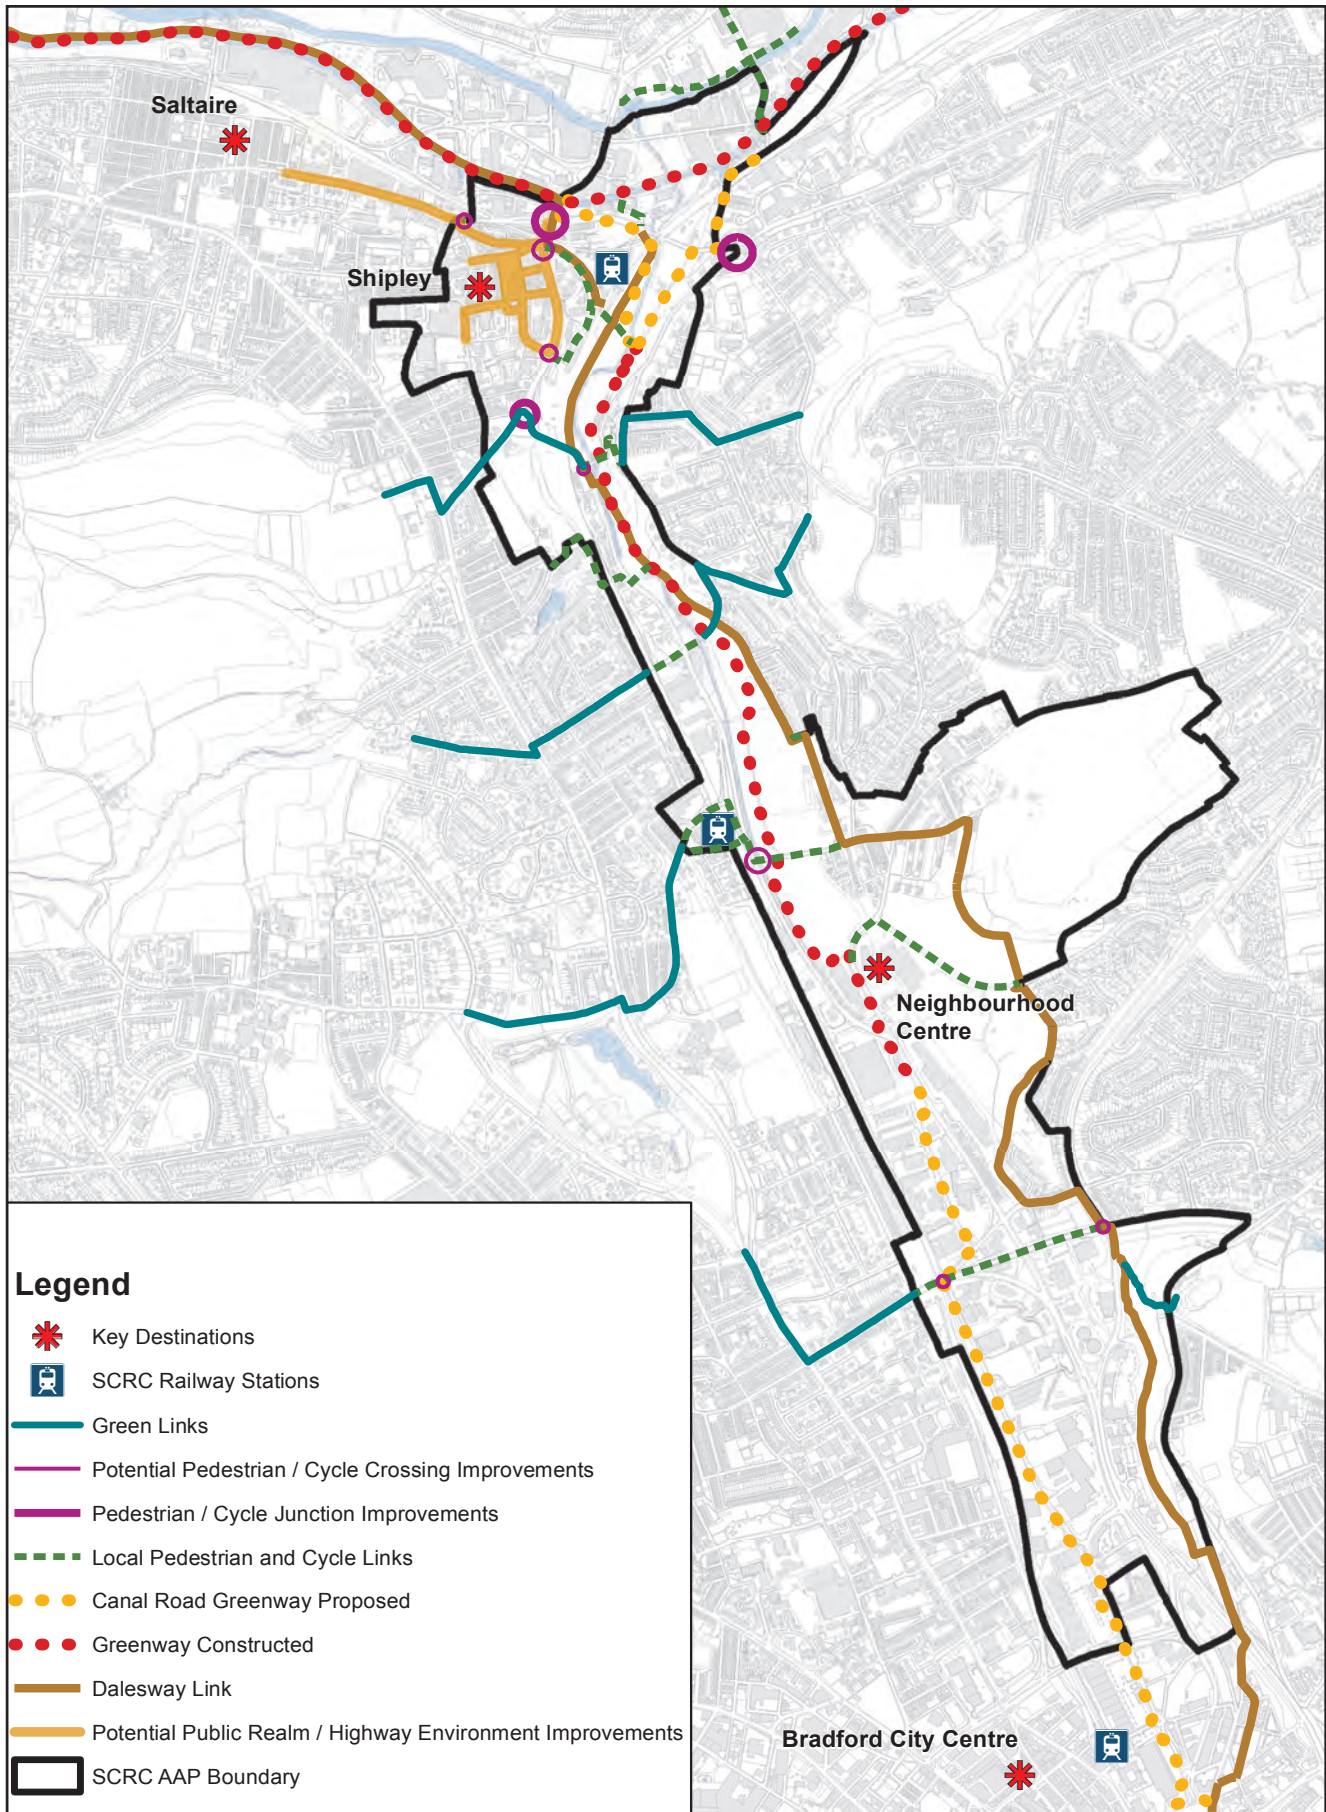 Saltaire
Shipley
Neighbourhood
Centre
Legend
Key Destinations
SCRC Railway Stations
Green Links
Potential Pedestrian / Cycle Crossing Improvements
Pedestrian / Cycle Junction Improvements
Local Pedestrian and Cycle Links
Canal Road Greenway Proposed
Greenway Constructed
Dalesway Link
Potential Public Realm / Highway Environment Improvements
SCRC AAP Boundary
Bradford City Centre